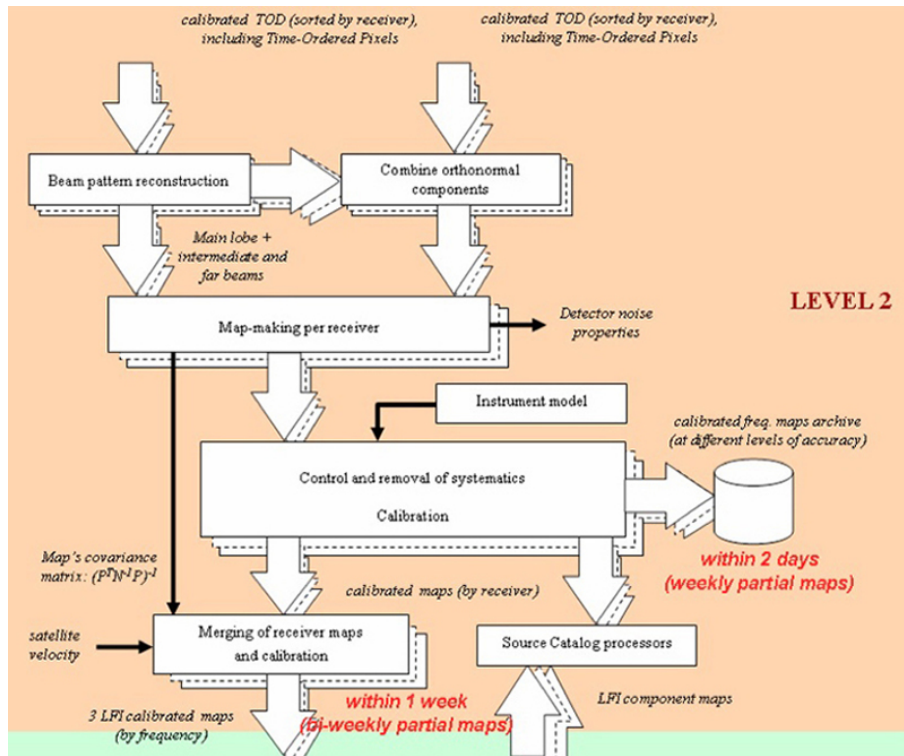 calibrated TOD (sorted by receiver),
including Time-Ordered Pixels
calibrated TOD (sorted by receiver),
including Time-Ordered Pixels
Beam pattern reconstruction
Combine orthonormal
components
Main lobe +
intermediate and
far beams
LEVEL 2
Map-making per receiver
Detector noise
properties
Instrument model
calibrated freq. maps archive
(at different levels of accuracy)
Control and removal of systematics
Calibration
within 2 days
(weekly partial maps)
Map's covariance
matrix: (PᵀN⁻¹P)⁻¹
calibrated maps (by receiver)
satellite
velocity
Merging of receiver maps
and calibration
Source Catalog processors
within 1 week
(bi-weekly partial maps)
3 LFI calibrated maps
(by frequency)
LFI component maps